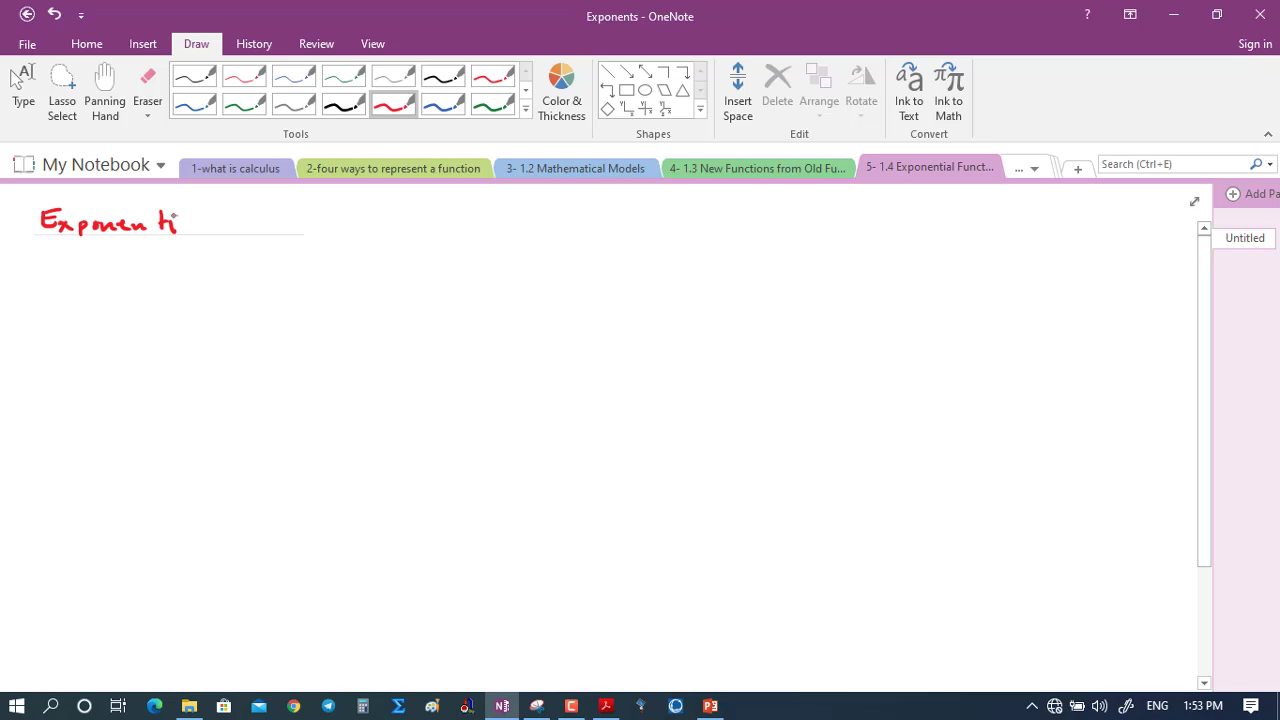 Exponents - OneNote
? 
File Home Insert Draw History Review View Sign in
Type
Lasso Select
Panning Hand
Eraser
Color & Thickness
Insert Space
Delete
Arrange
Rotate
Ink to Text
Ink to Math
Tools Shapes Edit Convert
My Notebook 1-what is calculus 2-four ways to represent a function 3- 1.2 Mathematical Models 4- 1.3 New Functions from Old Fu... 5- 1.4 Exponential Funct... ... Search (Ctrl+E)
Add Pa
Untitled
Exponenti
ENG 1:53 PM